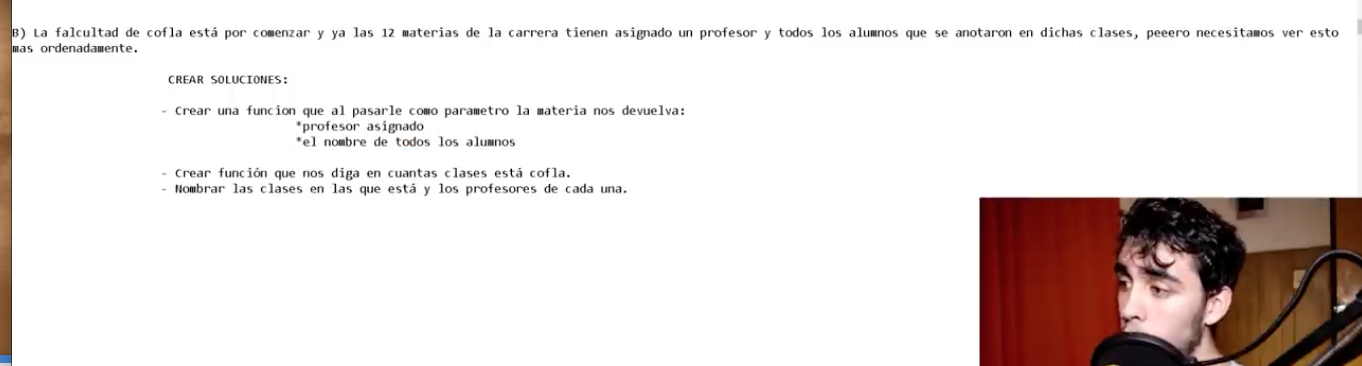 B) La falcultad de cofla está por comenzar y ya las 12 materias de la carrera tienen asignado un profesor y todos los alumnos que se anotaron en dichas clases, peeero necesitamos ver esto
mas ordenadamente.
CREAR SOLUCIONES:
- Crear una funcion que al pasarle como parametro la materia nos devuelva:
*profesor asignado
*el nombre de todos los alumnos
- Crear función que nos diga en cuantas clases está cofla.
- Nombrar las clases en las que está y los profesores de cada una.